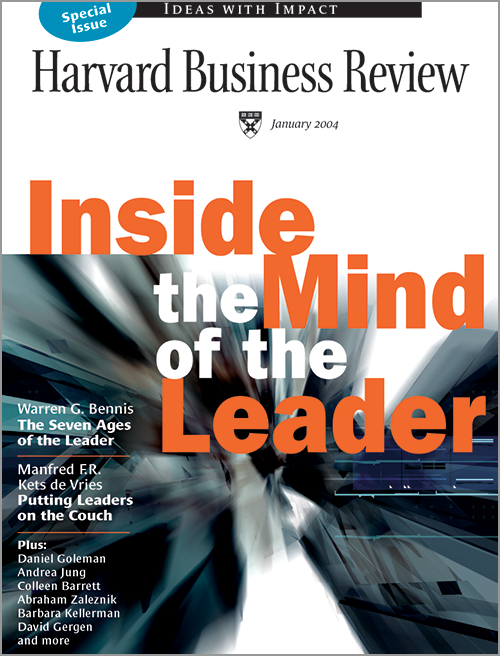 Special
Issue
IDEAS WITH IMPACT
Harvard Business Review
January 2004
Inside
the Mind
of the
Leader
Warren G. Bennis
The Seven Ages
of the Leader
Manfred F.R.
Kets de Vries
Putting Leaders
on the Couch
Plus:
Daniel Goleman
Andrea Jung
Colleen Barrett
Abraham Zaleznik
Barbara Kellerman
David Gergen
and more